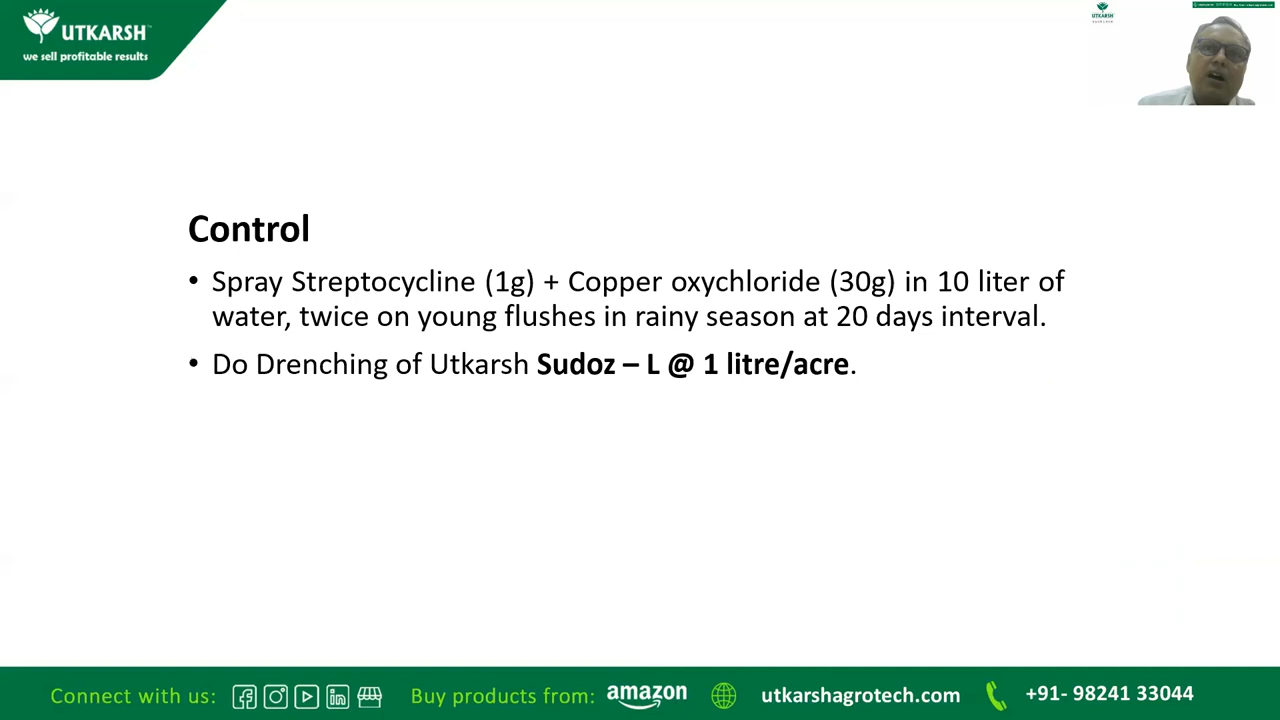 UTKARSH
we sell profitable results
UTKARSH
Control
• Spray Streptocycline (1g) + Copper oxychloride (30g) in 10 liter of
water, twice on young flushes in rainy season at 20 days interval.
• Do Drenching of Utkarsh Sudoz – L @ 1 litre/acre.
Connect with us: Buy products from: amazon utkarshagrotech.com +91- 98241 33044